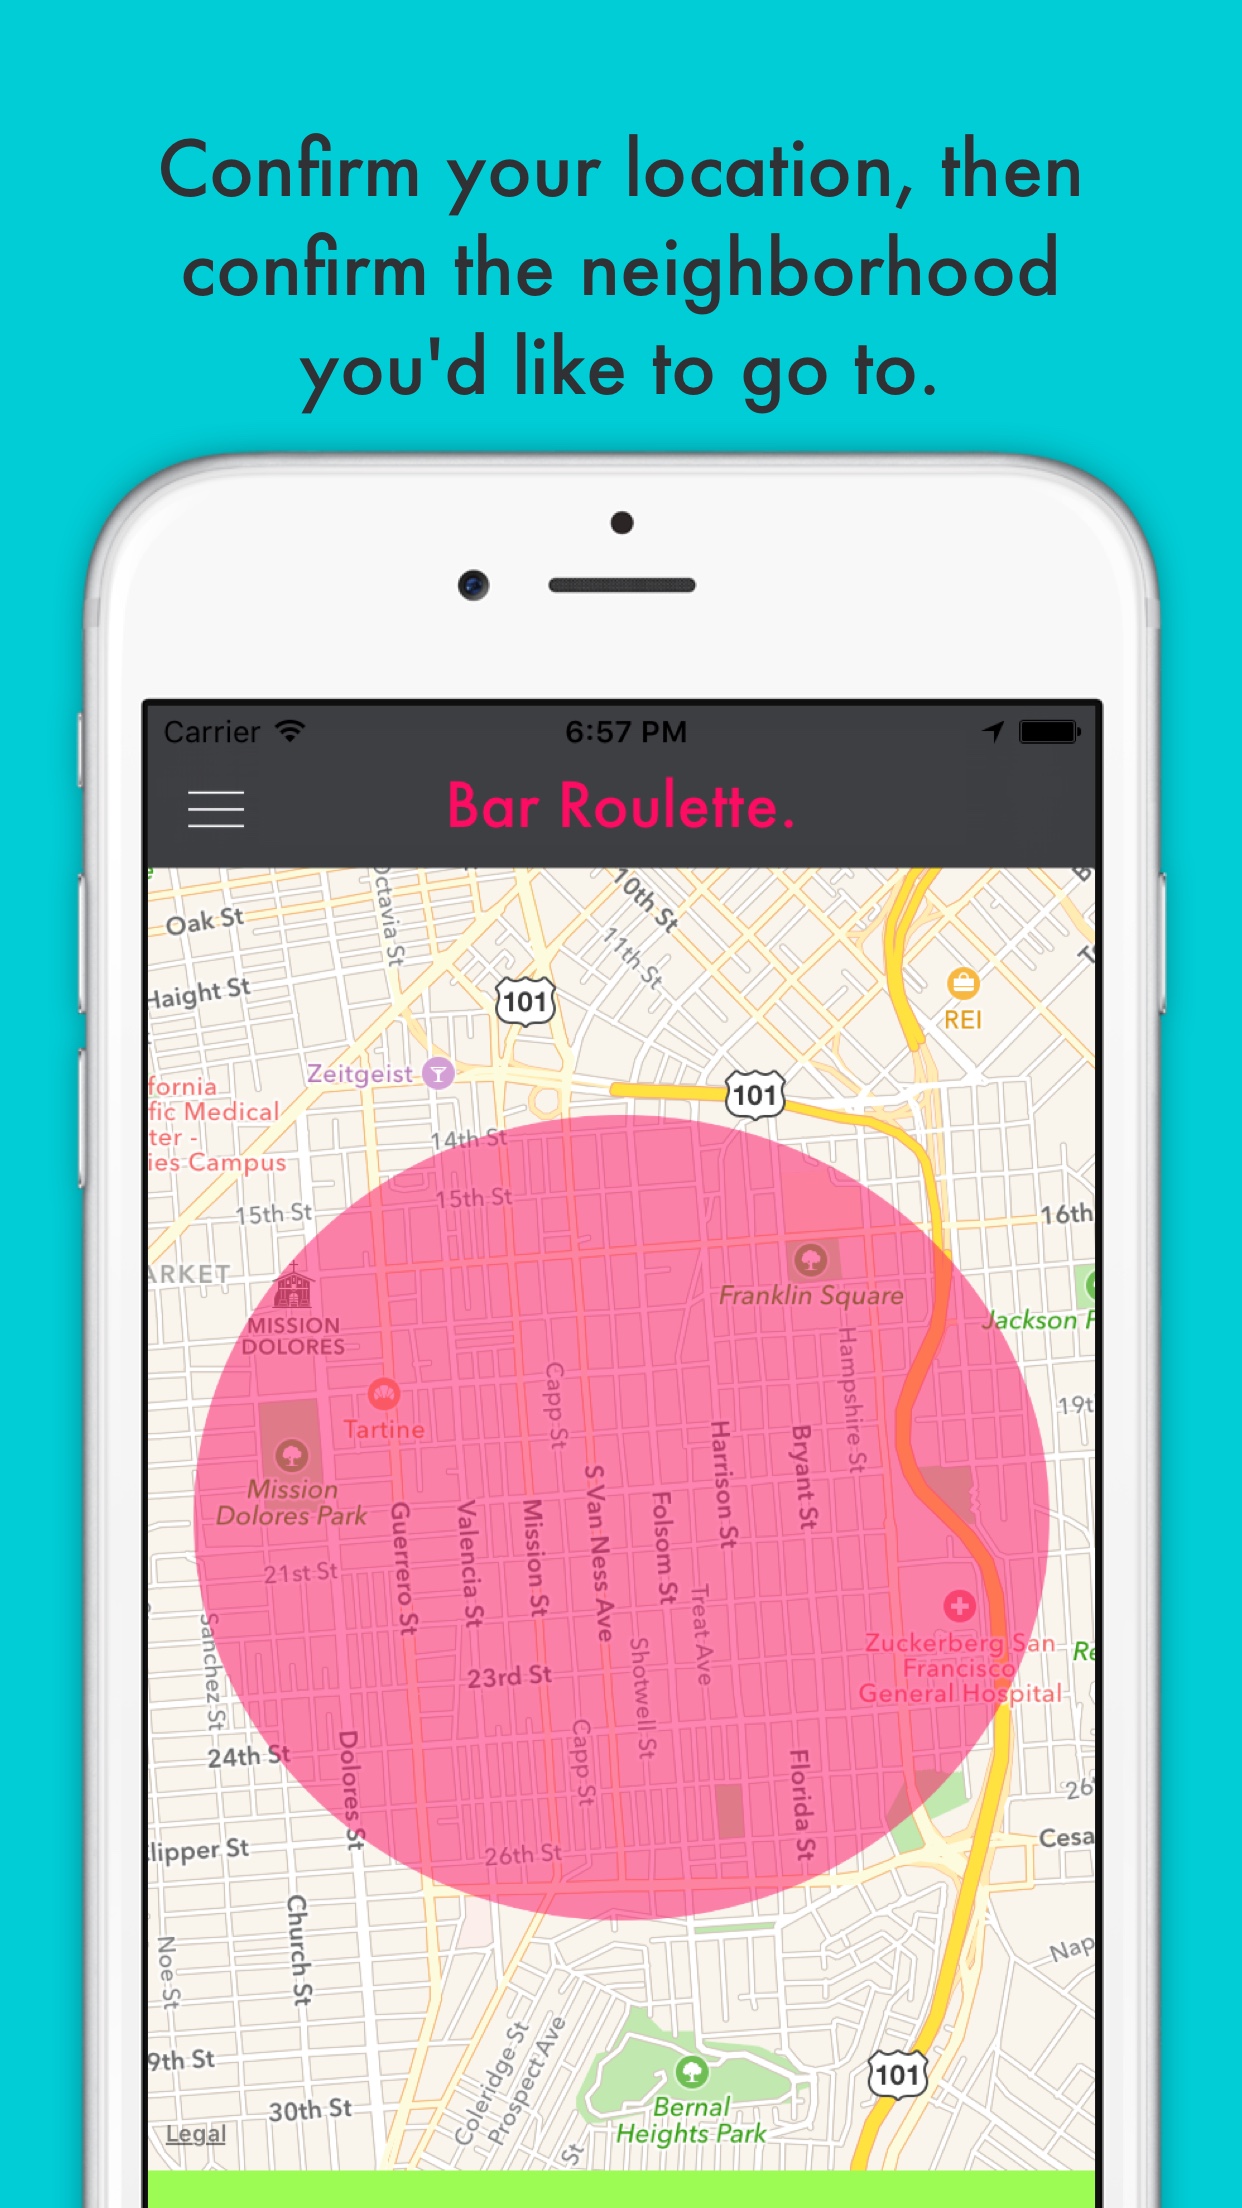 Confirm your location, then
confirm the neighborhood
you'd like to go to.
Carrier
6:57 PM
Bar Roulette.
Octavia St
10th St
Oak St
11th St
Haight St
101
REI
Zeitgeist
101
fornia
fic Medical
ter -
ies Campus
14th St
15th St
15th St
16th
ARKET
Franklin Square
MISSION
DOLORES
Jackson P
Hampshire St
Capp St
19t
Tartine
Harrison St
Bryant St
Mission
Dolores Park
S Van Ness Ave
Folsom St
Guerrero St
Valencia St
Mission St
21st St
Treat Ave
Sanchez St
Shotwell St
Zuckerberg San
Francisco
General Hospital
Re
23rd St
Capp St
24th St
Dolores St
Florida St
26
lipper St
26th St
Cesa
Church St
Noe St
Nap
Coleridge St
Prospect Ave
9th St
101
30th St
Bernal
Heights Park
Legal
St